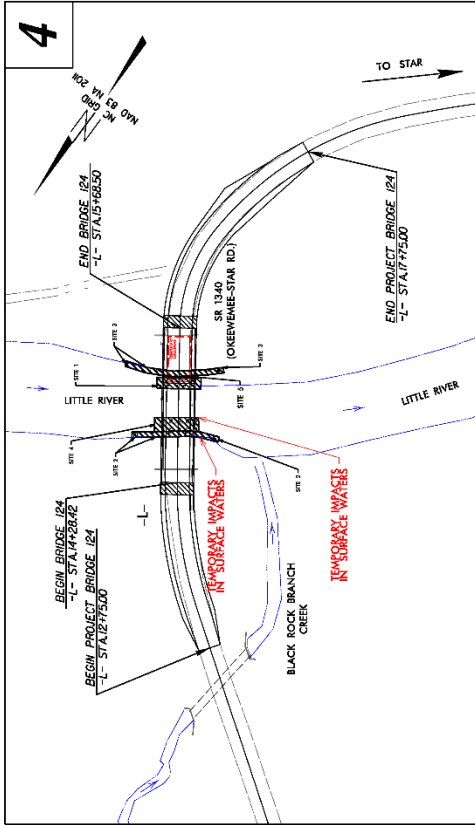 4
NC GRID
NAD 83 NA 2011
TO STAR
END BRIDGE 124
-L- STA.15+68.50
END PROJECT BRIDGE 124
-L- STA.17+75.00
SR 1340
(OKEEWEMEE-STAR RD.)
SITE 3
SITE 1
SITE 3
SITE 5
LITTLE RIVER
LITTLE RIVER
SITE 4
SITE 2
SITE 2
BEGIN BRIDGE 124
-L- STA.14+28.42
-L-
BEGIN PROJECT BRIDGE 124
-L- STA.12+75.00
TEMPORARY IMPACTS
IN SURFACE WATERS
TEMPORARY IMPACTS
IN SURFACE WATERS
BLACK ROCK BRANCH
CREEK